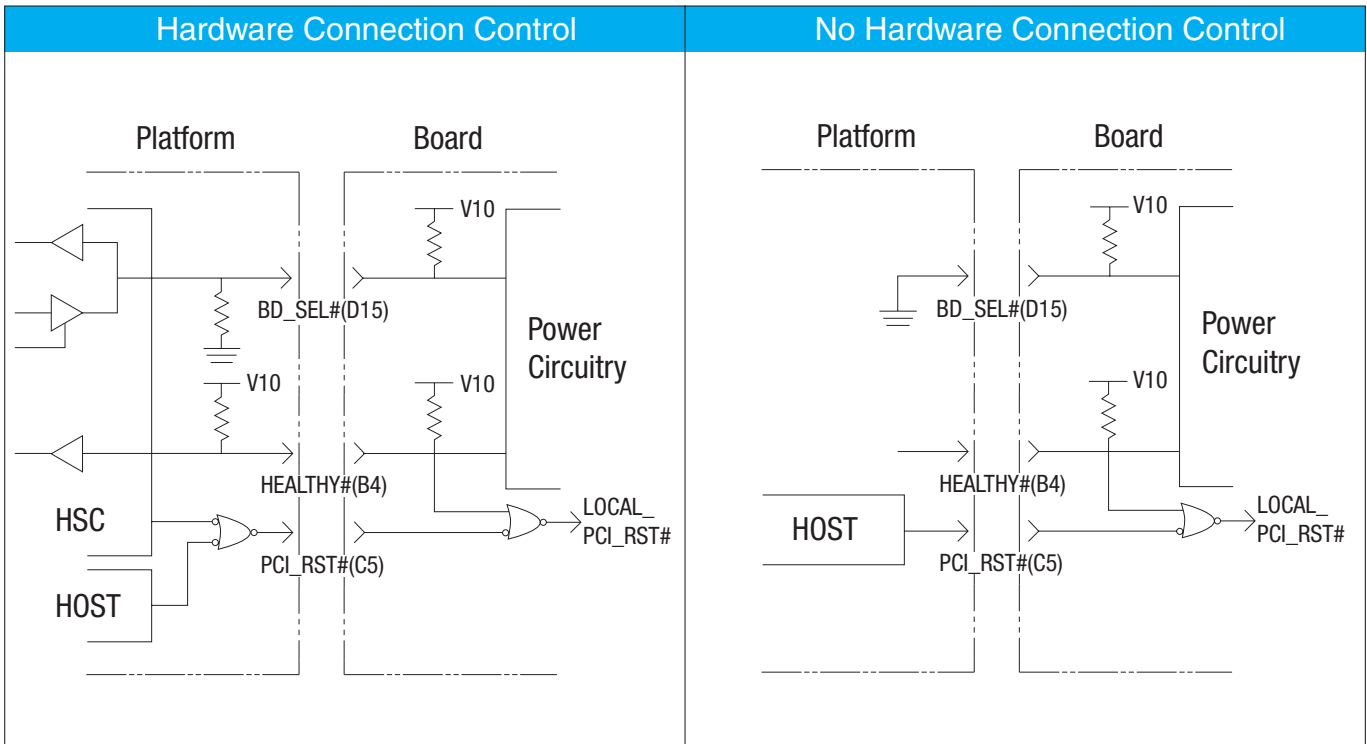 Hardware Connection Control
Platform
Board
V10
BD_SEL#(D15)
Power
Circuitry
V10
V10
HEALTHY#(B4)
HSC
LOCAL_
PCI_RST#
PCI_RST#(C5)
HOST
No Hardware Connection Control
Platform
Board
V10
BD_SEL#(D15)
Power
Circuitry
V10
HEALTHY#(B4)
HOST
LOCAL_
PCI_RST#
PCI_RST#(C5)